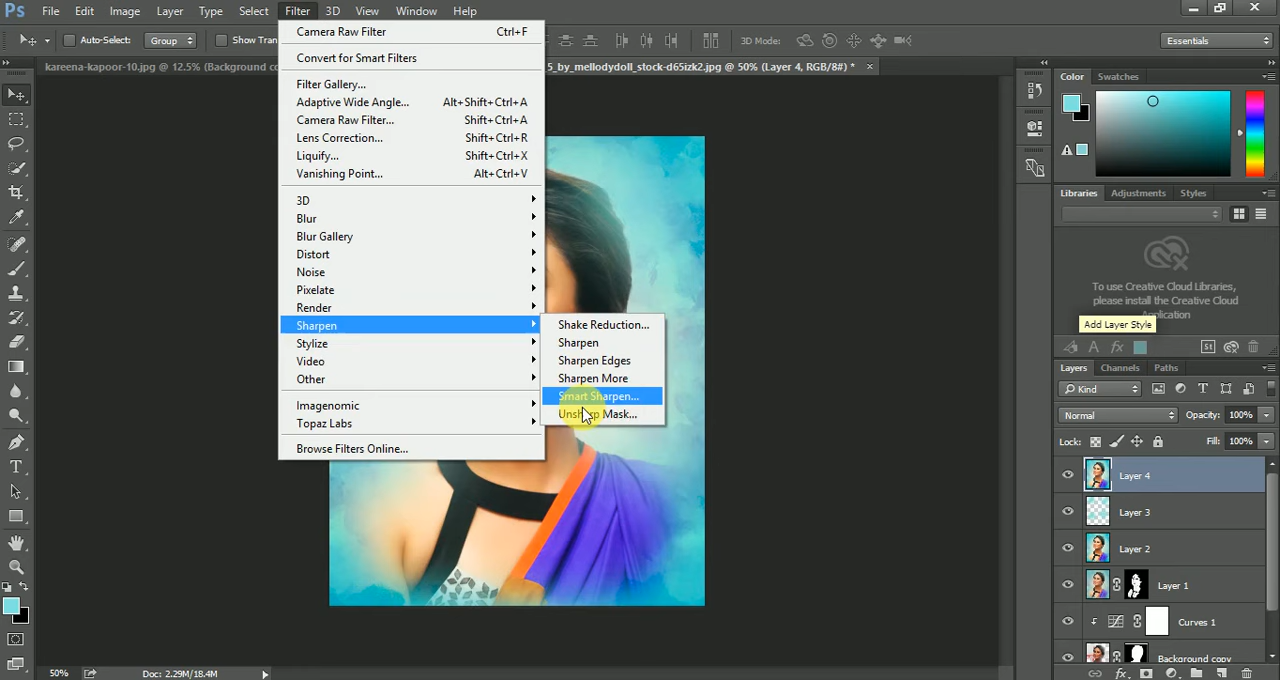 Ps File Edit Image Layer Type Select Filter 3D View Window Help
Auto-Select: Group Show Tran 3D Mode: Essentials
kareena-kapoor-10.jpg @ 12.5% (Background co 5_by_mellodydoll_stock-d65izk2.jpg @ 50% (Layer 4, RGB/8#) *
Camera Raw Filter Ctrl+F
Convert for Smart Filters
Filter Gallery...
Adaptive Wide Angle... Alt+Shift+Ctrl+A
Camera Raw Filter... Shift+Ctrl+A
Lens Correction... Shift+Ctrl+R
Liquify... Shift+Ctrl+X
Vanishing Point... Alt+Ctrl+V
3D
Blur
Blur Gallery
Distort
Noise
Pixelate
Render
Sharpen
Stylize
Video
Other
Imagenomic
Topaz Labs
Browse Filters Online...
Shake Reduction...
Sharpen
Sharpen Edges
Sharpen More
Smart Sharpen...
Unsharp Mask...
Color Swatches
Libraries Adjustments Styles
To use Creative Cloud Libraries,
please install the Creative Cloud
Application
Add Layer Style
Layers Channels Paths
Kind
Normal Opacity: 100%
Lock: Fill: 100%
Layer 4
Layer 3
Layer 2
Layer 1
Curves 1
Background copy
50% Doc: 2.29M/18.4M